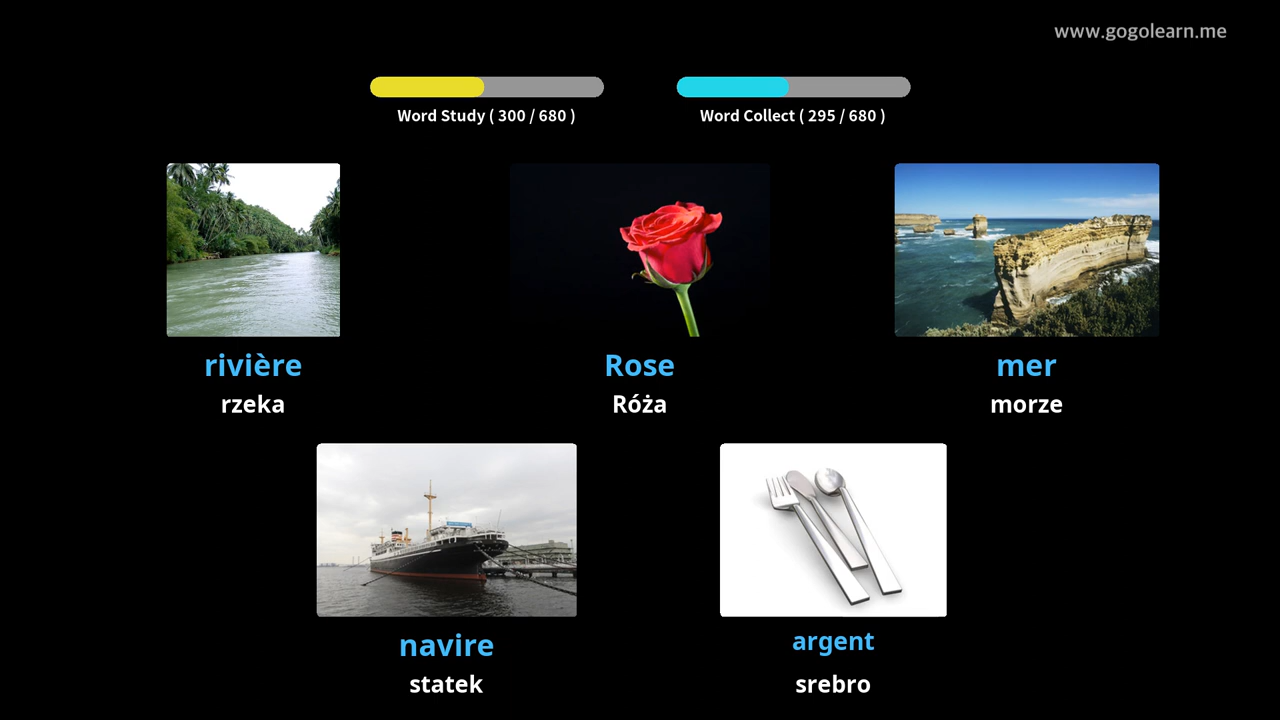 www.gogolearn.me
Word Study ( 300 / 680 )
Word Collect ( 295 / 680 )
rivière
rzeka
Rose
Róża
mer
morze
navire
statek
argent
srebro